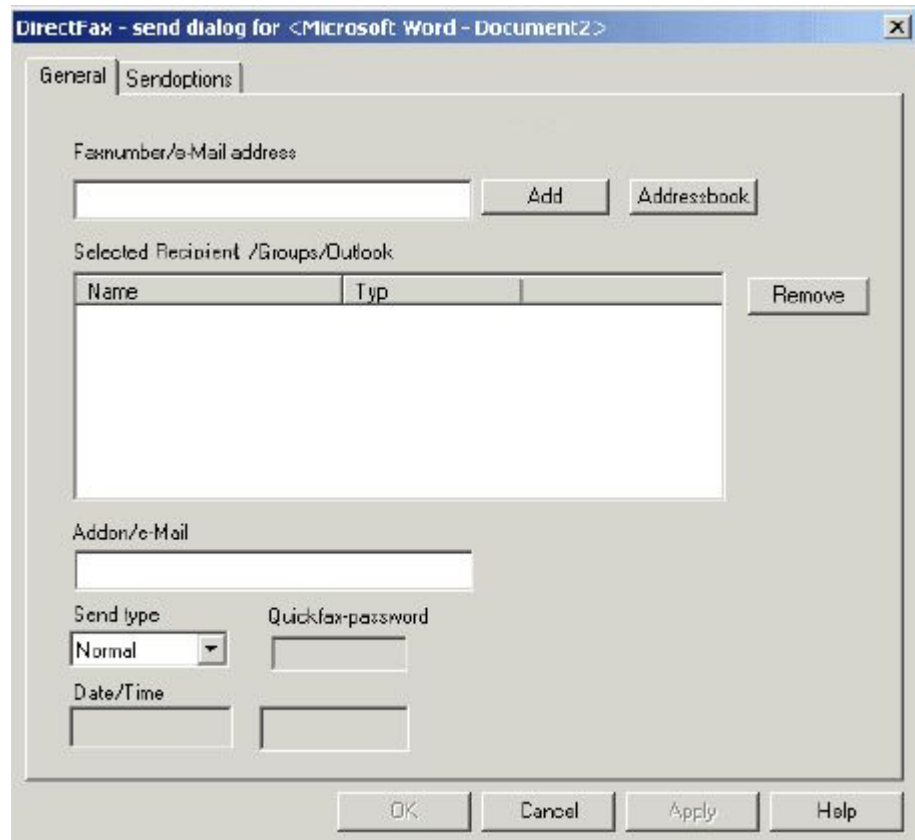 DirectFax - send dialog for <Microsoft Word - Document2>
General Sendoptions
Faxnumber/e-Mail address
Add Addressbook
Selected Recipient /Groups/Outlook
Name Typ
Remove
Addon/e-Mail
Send type Quickfax-password
Normal
Date/Time
OK Cancel Apply Help